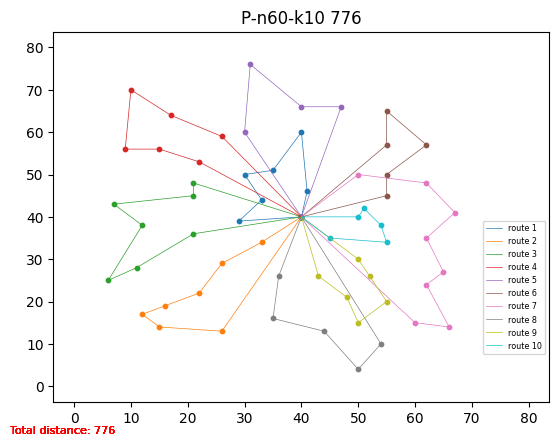 P-n60-k10 776
80
70
60
50
40
30
20
10
0
0 10 20 30 40 50 60 70 80
route 1
route 2
route 3
route 4
route 5
route 6
route 7
route 8
route 9
route 10
Total distance: 776